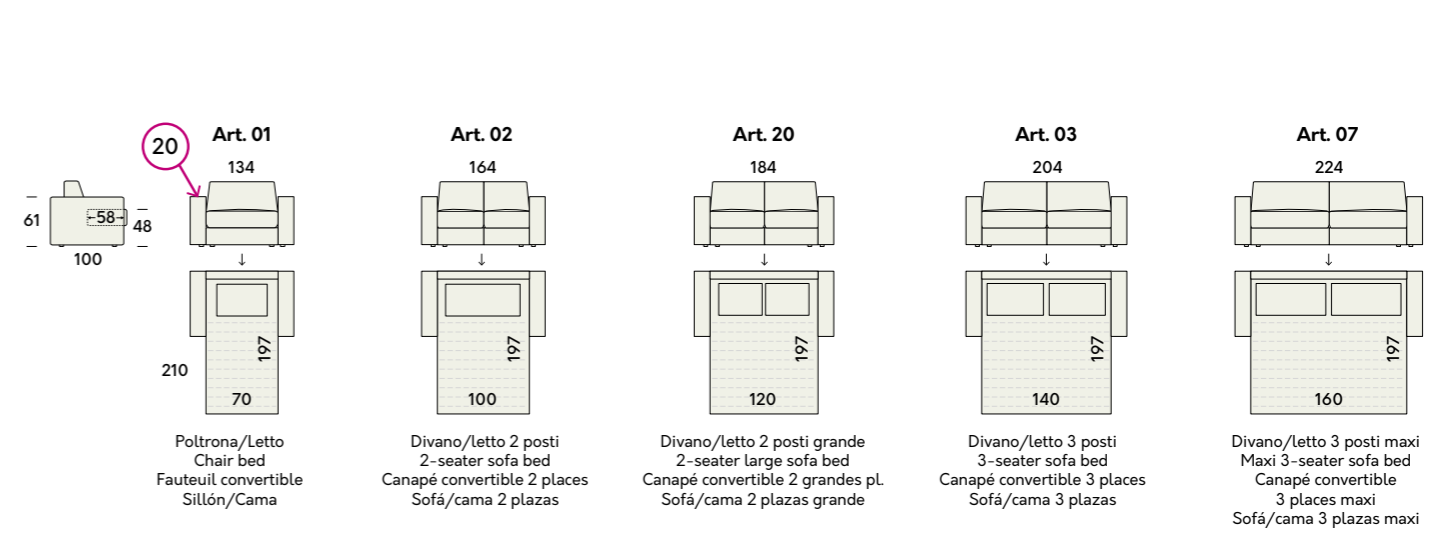 20
61
58
48
100
Art. 01
134
197
210
70
Poltrona/Letto
Chair bed
Fauteuil convertible
Sillón/Cama
Art. 02
164
197
100
Divano/letto 2 posti
2-seater sofa bed
Canapé convertible 2 places
Sofá/cama 2 plazas
Art. 20
184
197
120
Divano/letto 2 posti grande
2-seater large sofa bed
Canapé convertible 2 grandes pl.
Sofá/cama 2 plazas grande
Art. 03
204
197
140
Divano/letto 3 posti
3-seater sofa bed
Canapé convertible 3 places
Sofá/cama 3 plazas
Art. 07
224
197
160
Divano/letto 3 posti maxi
Maxi 3-seater sofa bed
Canapé convertible
3 places maxi
Sofá/cama 3 plazas maxi